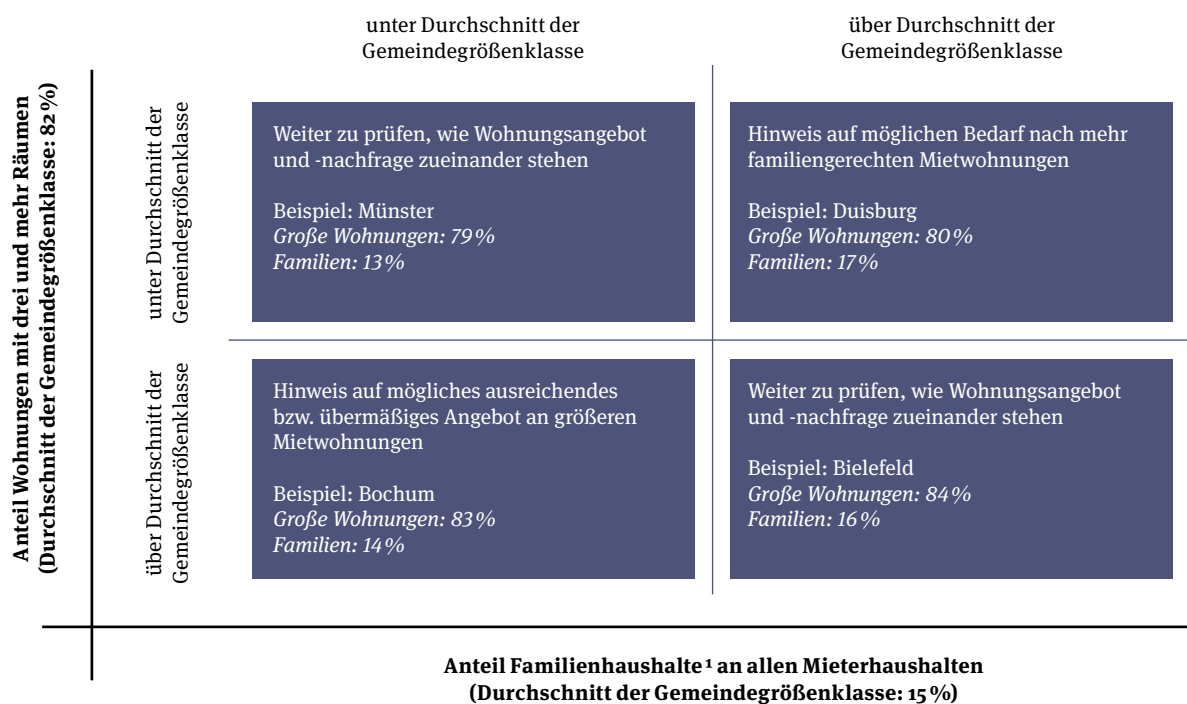 unter Durchschnitt der
Gemeindegrößenklasse
über Durchschnitt der
Gemeindegrößenklasse
Anteil Wohnungen mit drei und mehr Räumen
(Durchschnitt der Gemeindegrößenklasse: 82 %)
unter Durchschnitt der
Gemeindegrößenklasse
Weiter zu prüfen, wie Wohnungsangebot
und -nachfrage zueinander stehen
Beispiel: Münster
Große Wohnungen: 79 %
Familien: 13 %
Hinweis auf möglichen Bedarf nach mehr
familiengerechten Mietwohnungen
Beispiel: Duisburg
Große Wohnungen: 80 %
Familien: 17 %
über Durchschnitt der
Gemeindegrößenklasse
Hinweis auf mögliches ausreichendes
bzw. übermäßiges Angebot an größeren
Mietwohnungen
Beispiel: Bochum
Große Wohnungen: 83 %
Familien: 14 %
Weiter zu prüfen, wie Wohnungsangebot
und -nachfrage zueinander stehen
Beispiel: Bielefeld
Große Wohnungen: 84 %
Familien: 16 %
Anteil Familienhaushalte¹ an allen Mieterhaushalten
(Durchschnitt der Gemeindegrößenklasse: 15 %)